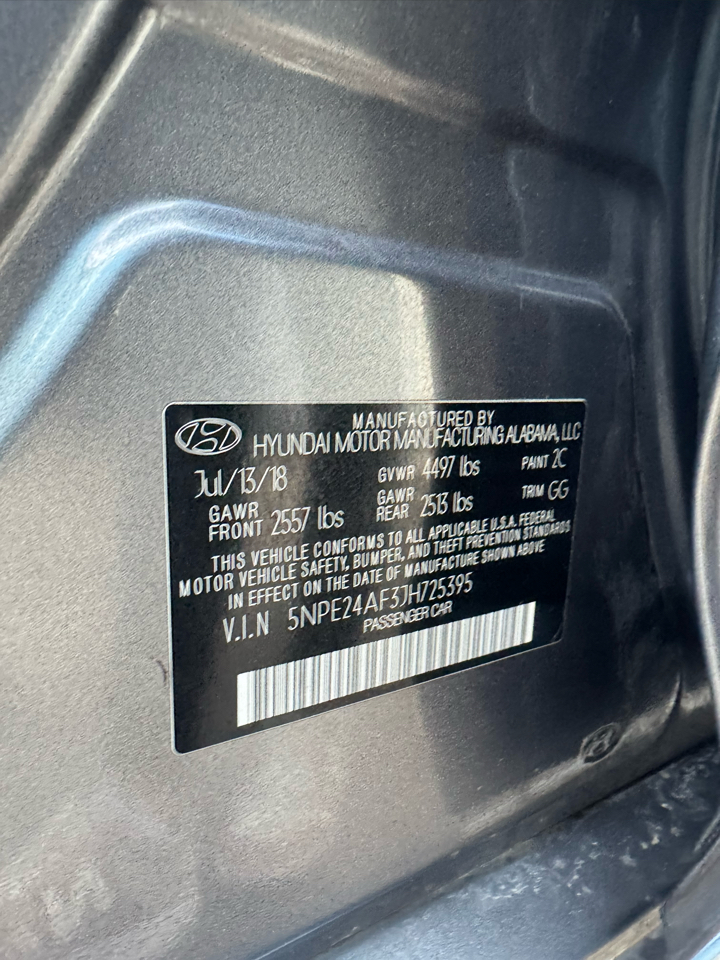 MANUFACTURED BY
HYUNDAI MOTOR MANUFACTURING ALABAMA, LLC
Jul/13/18 GVWR 4497 lbs PAINT 2C
GAWR FRONT 2557 lbs GAWR REAR 2513 lbs TRIM GG
THIS VEHICLE CONFORMS TO ALL APPLICABLE U.S.A. FEDERAL
MOTOR VEHICLE SAFETY, BUMPER, AND THEFT PREVENTION STANDARDS
IN EFFECT ON THE DATE OF MANUFACTURE SHOWN ABOVE
V.I.N 5NPE24AF3JH725395
PASSENGER CAR